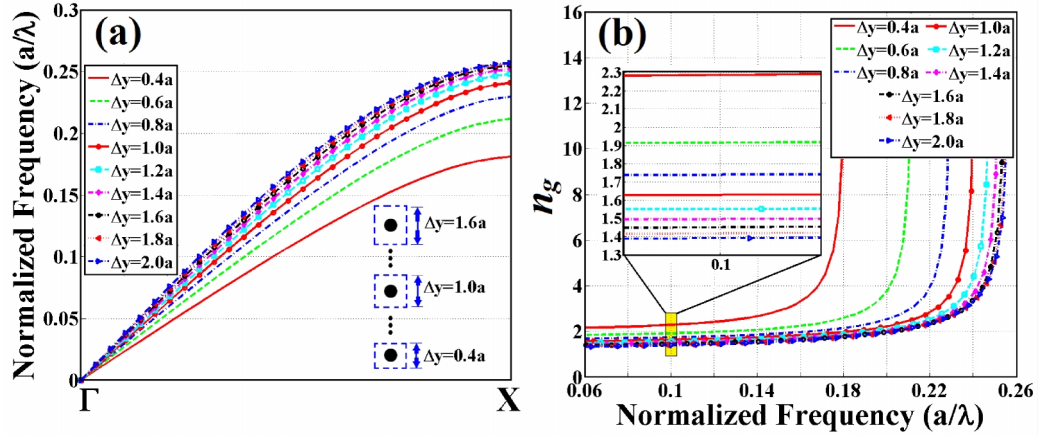 (a)
Normalized Frequency (a/λ)
0.3
0.25
0.2
0.15
0.1
0.05
0
Δy=0.4a
Δy=0.6a
Δy=0.8a
Δy=1.0a
Δy=1.2a
Δy=1.4a
Δy=1.6a
Δy=1.8a
Δy=2.0a
Δy=1.6a
Δy=1.0a
Δy=0.4a
Γ X
(b)
n_g
16
14
12
10
8
6
4
2
0
Δy=0.4a Δy=1.0a
Δy=0.6a Δy=1.2a
Δy=0.8a Δy=1.4a
Δy=1.6a
Δy=1.8a
Δy=2.0a
2.3
2.2
2.1
2
1.9
1.8
1.7
1.6
1.5
1.4
1.3
0.1
0.06 0.1 0.14 0.18 0.22 0.26
Normalized Frequency (a/λ)